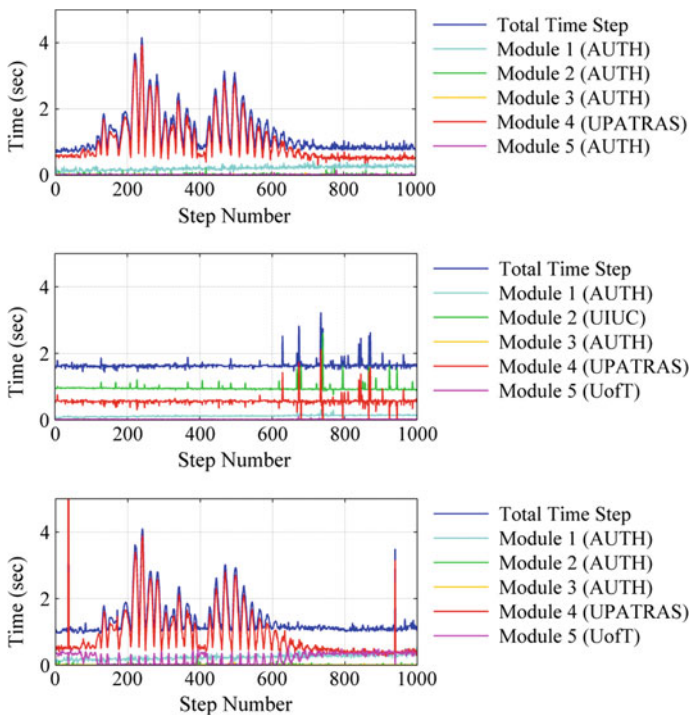 4
2
0
0 200 400 600 800 1000
Time (sec)
Step Number
Total Time Step
Module 1 (AUTH)
Module 2 (AUTH)
Module 3 (AUTH)
Module 4 (UPATRAS)
Module 5 (AUTH)
4
2
0
0 200 400 600 800 1000
Time (sec)
Step Number
Total Time Step
Module 1 (AUTH)
Module 2 (UIUC)
Module 3 (AUTH)
Module 4 (UPATRAS)
Module 5 (UofT)
4
2
0
0 200 400 600 800 1000
Time (sec)
Step Number
Total Time Step
Module 1 (AUTH)
Module 2 (AUTH)
Module 3 (AUTH)
Module 4 (UPATRAS)
Module 5 (UofT)